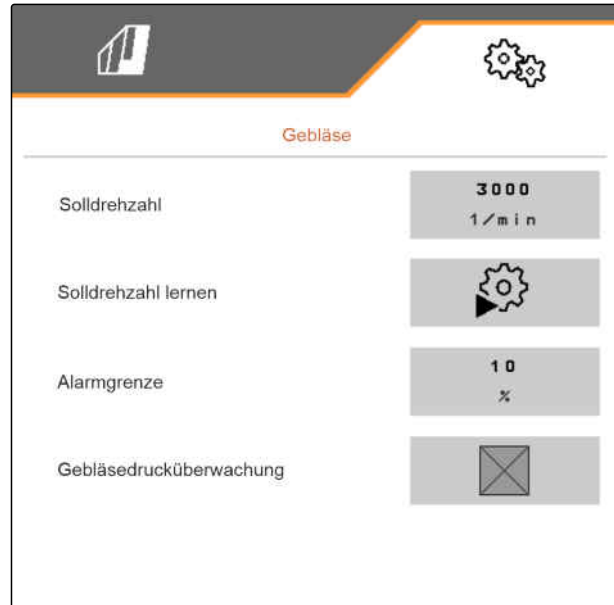 Gebläse
Solldrehzahl
3000
1/min
Solldrehzahl lernen
Alarmgrenze
10
%
Gebläsedrucküberwachung